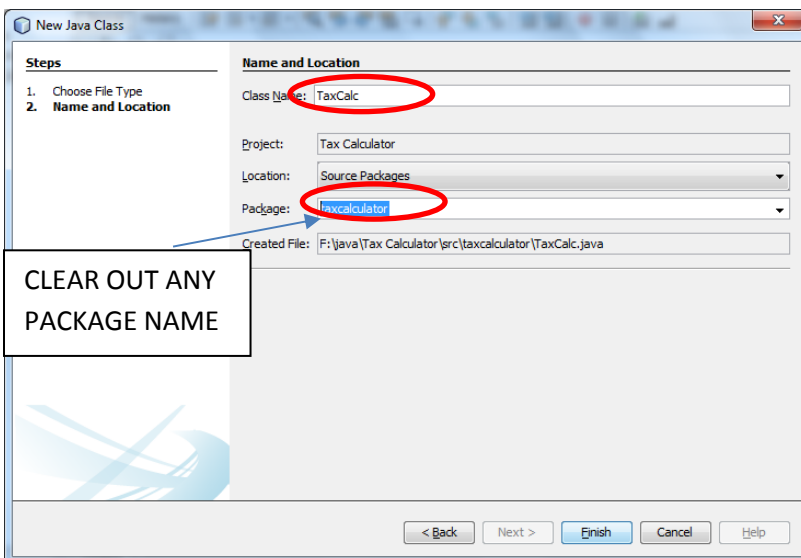 New Java Class
Steps
1. Choose File Type
2. Name and Location
Name and Location
Class Name: TaxCalc
Project: Tax Calculator
Location: Source Packages
Package: taxcalculator
Created File: F:\java\Tax Calculator\src\taxcalculator\TaxCalc.java
CLEAR OUT ANY
PACKAGE NAME
< Back Next > Finish Cancel Help